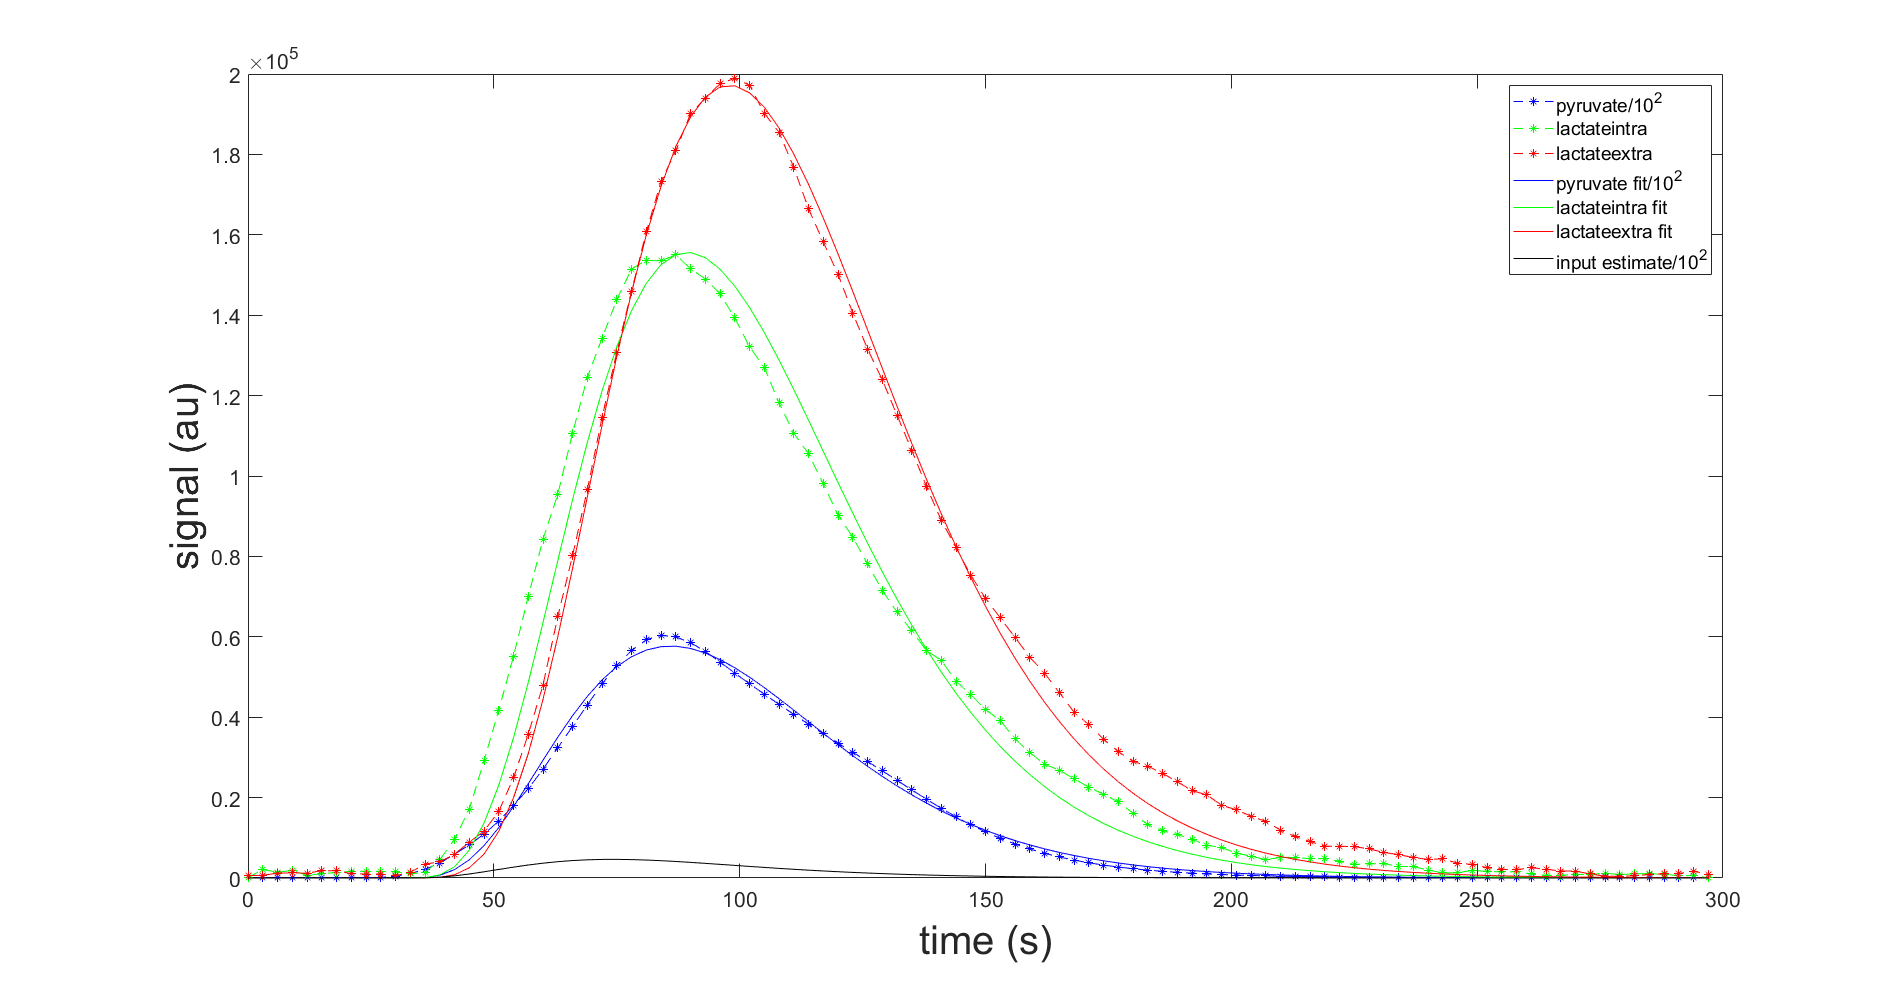 ×10^5
2
1.8
1.6
1.4
1.2
1
0.8
0.6
0.4
0.2
0
signal (au)
0 50 100 150 200 250 300
time (s)
pyruvate/10^2
lactateintra
lactateextra
pyruvate fit/10^2
lactateintra fit
lactateextra fit
input estimate/10^2